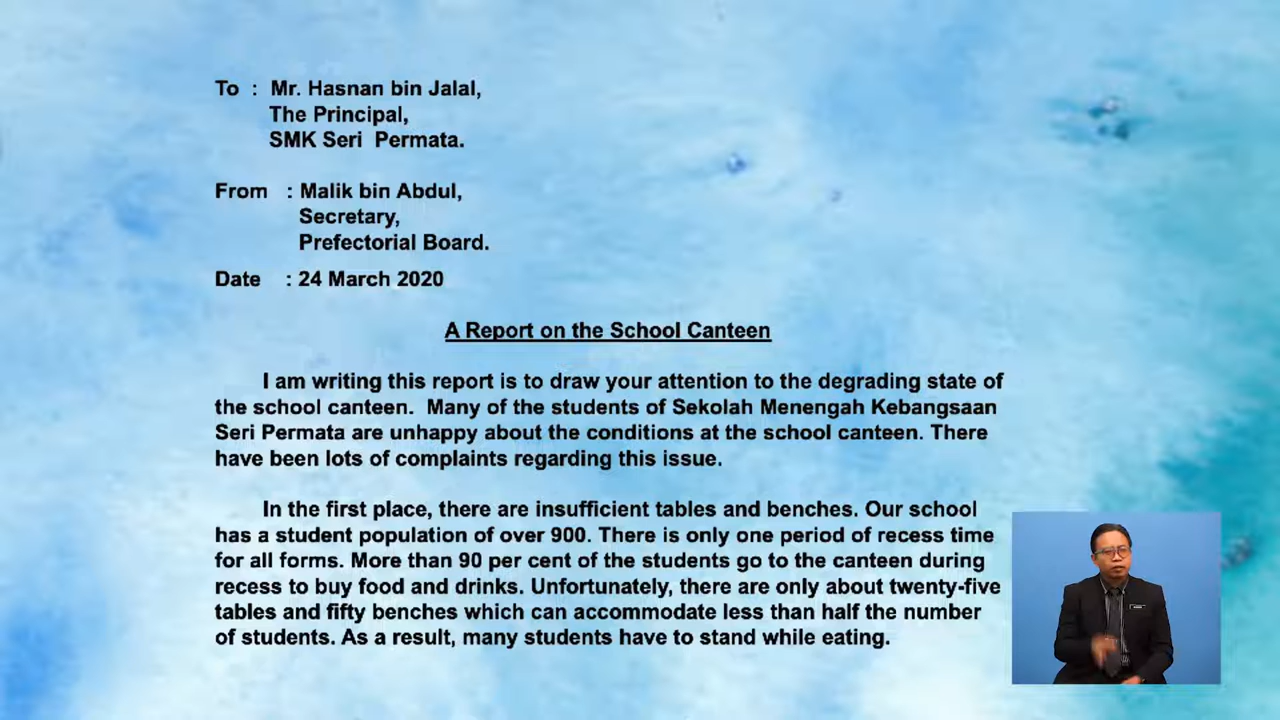 To : Mr. Hasnan bin Jalal,
The Principal,
SMK Seri Permata.
From : Malik bin Abdul,
Secretary,
Prefectorial Board.
Date : 24 March 2020
A Report on the School Canteen
I am writing this report is to draw your attention to the degrading state of
the school canteen. Many of the students of Sekolah Menengah Kebangsaan
Seri Permata are unhappy about the conditions at the school canteen. There
have been lots of complaints regarding this issue.
In the first place, there are insufficient tables and benches. Our school
has a student population of over 900. There is only one period of recess time
for all forms. More than 90 per cent of the students go to the canteen during
recess to buy food and drinks. Unfortunately, there are only about twenty-five
tables and fifty benches which can accommodate less than half the number
of students. As a result, many students have to stand while eating.